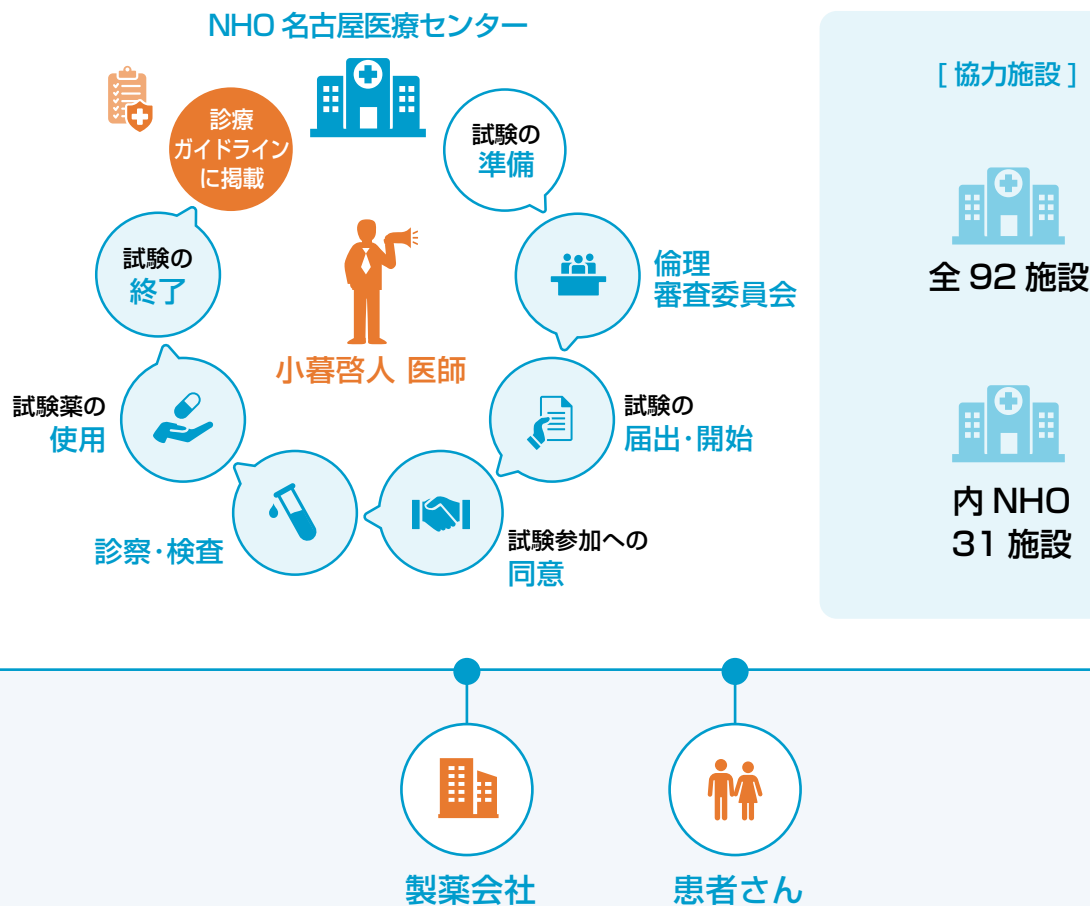 NHO 名古屋医療センター
試験の
準備
倫理
審査委員会
試験の
届出・開始
試験参加への
同意
診察・検査
試験薬の
使用
試験の
終了
診療
ガイドライン
に掲載
小暮啓人 医師
[ 協力施設 ]
全 92 施設
内 NHO
31 施設
製薬会社
患者さん